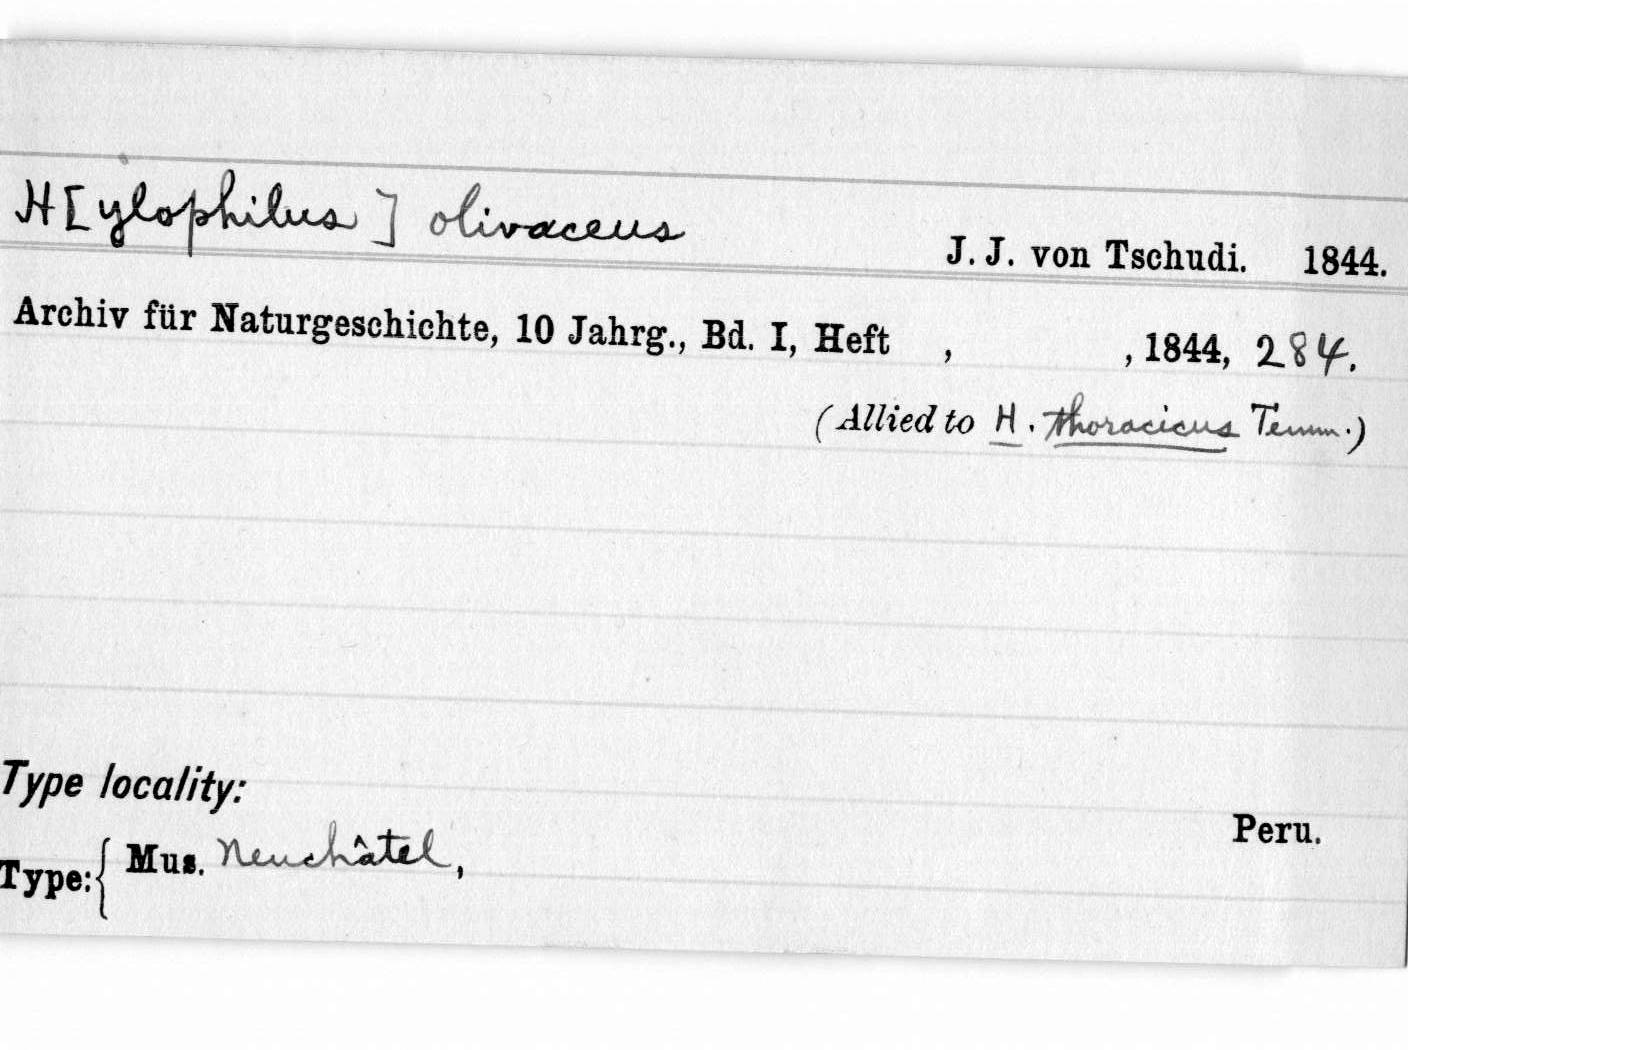 H[ylophilus] olivaceus J. J. von Tschudi. 1844.
Archiv für Naturgeschichte, 10 Jahrg., Bd. I, Heft , , 1844, 284.
(Allied to H. thoracicus Temm.)
Type locality: Peru.
Type:{ Mus. Neuchâtel,